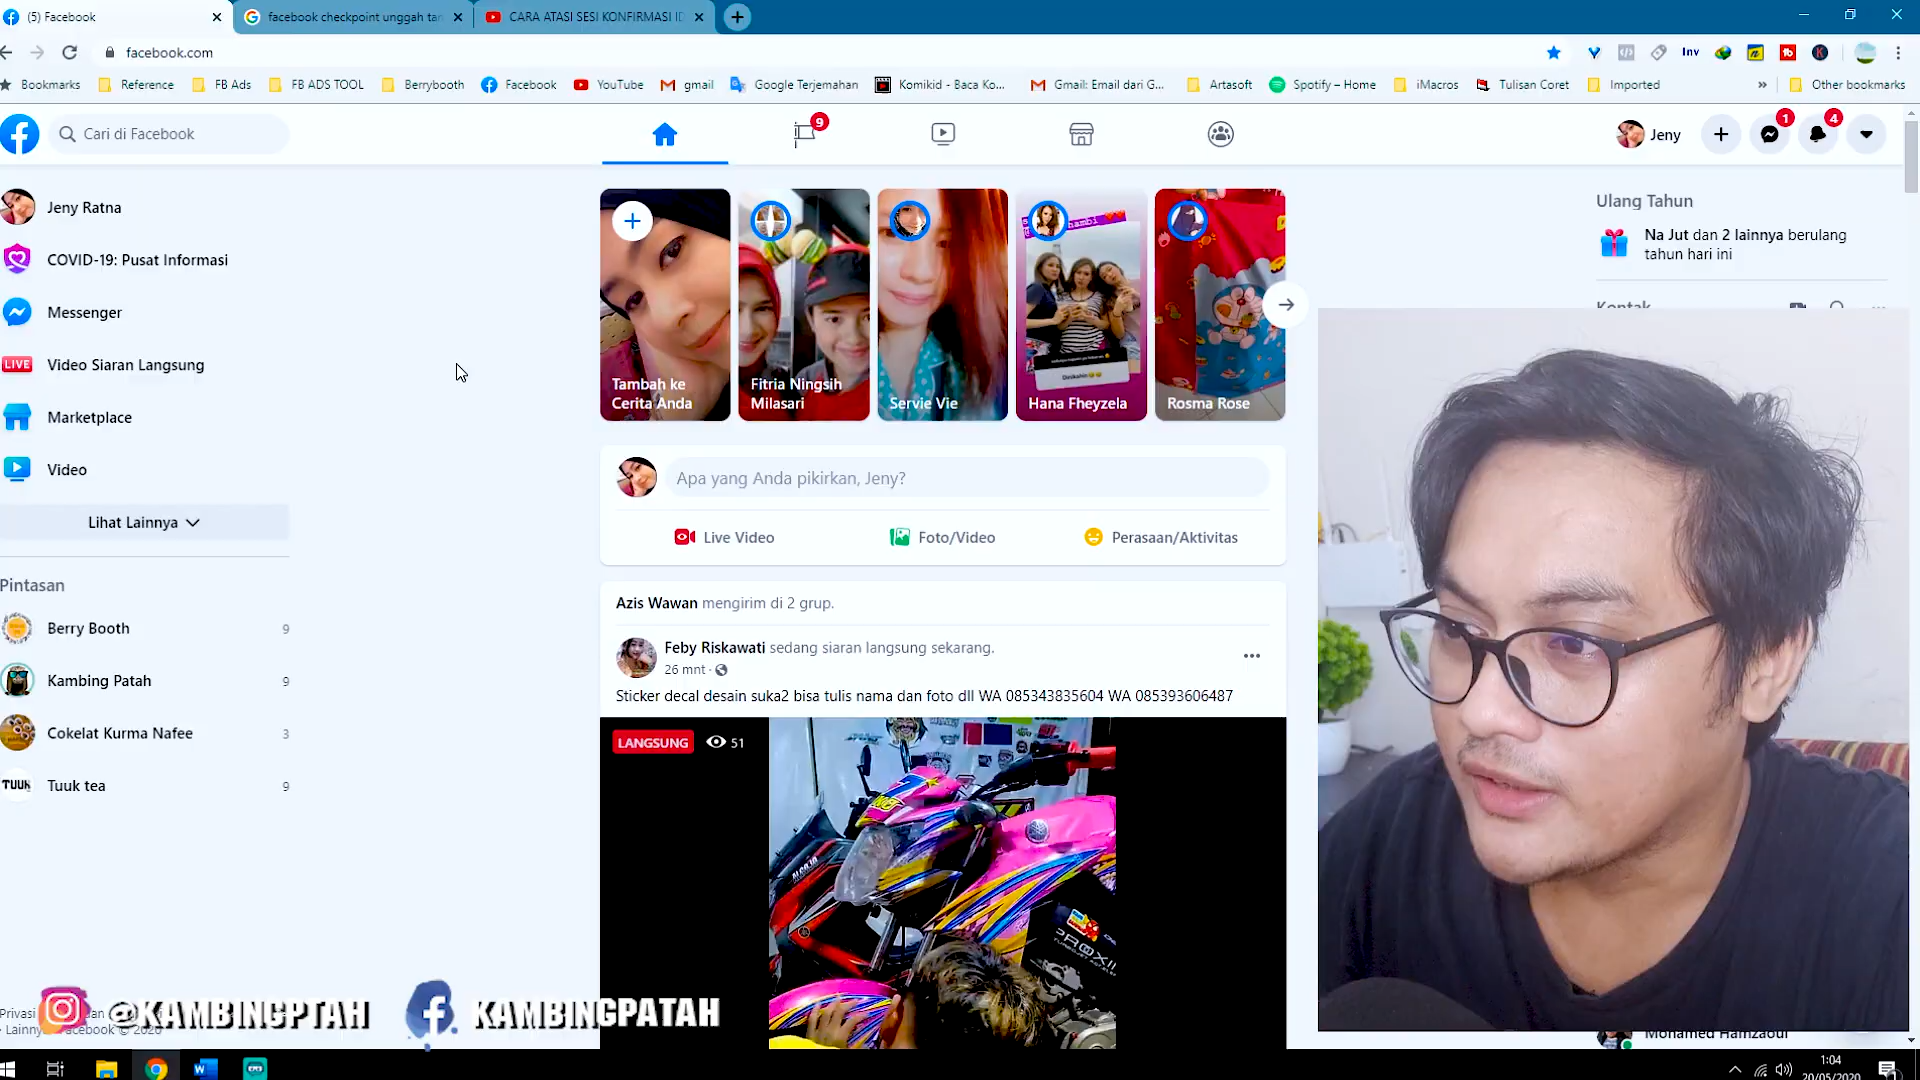 (5) Facebook
facebook checkpoint unggah tan
CARA ATASI SESI KONFIRMASI ID
facebook.com
Inv
Bookmarks
Reference
FB Ads
FB ADS TOOL
Berrybooth
Facebook
YouTube
gmail
Google Terjemahan
Komikid - Baca Ko...
Gmail: Email dari G...
Artasoft
Spotify – Home
iMacros
Tulisan Coret
Imported
Other bookmarks
Cari di Facebook
9
Jeny
1
4
Jeny Ratna
COVID-19: Pusat Informasi
Messenger
LIVE
Video Siaran Langsung
Marketplace
Video
Lihat Lainnya
Pintasan
Berry Booth 9
Kambing Patah 9
Cokelat Kurma Nafee 3
TUUK
Tuuk tea 9
Tambah ke
Cerita Anda
Fitria Ningsih
Milasari
Servie Vie
Hana Fheyzela
Rosma Rose
Apa yang Anda pikirkan, Jeny?
Live Video
Foto/Video
Perasaan/Aktivitas
Azis Wawan mengirim di 2 grup.
Feby Riskawati sedang siaran langsung sekarang.
26 mnt ·
Sticker decal desain suka2 bisa tulis nama dan foto dll WA 085343835604 WA 085393606487
LANGSUNG 51
Ulang Tahun
Na Jut dan 2 lainnya berulang
tahun hari ini
Kontak
Mohamed Hamzaoui
Privasi
Facebook © 2020
@KAMBINGPTAH
KAMBINGPATAH
1:04
20/05/2020